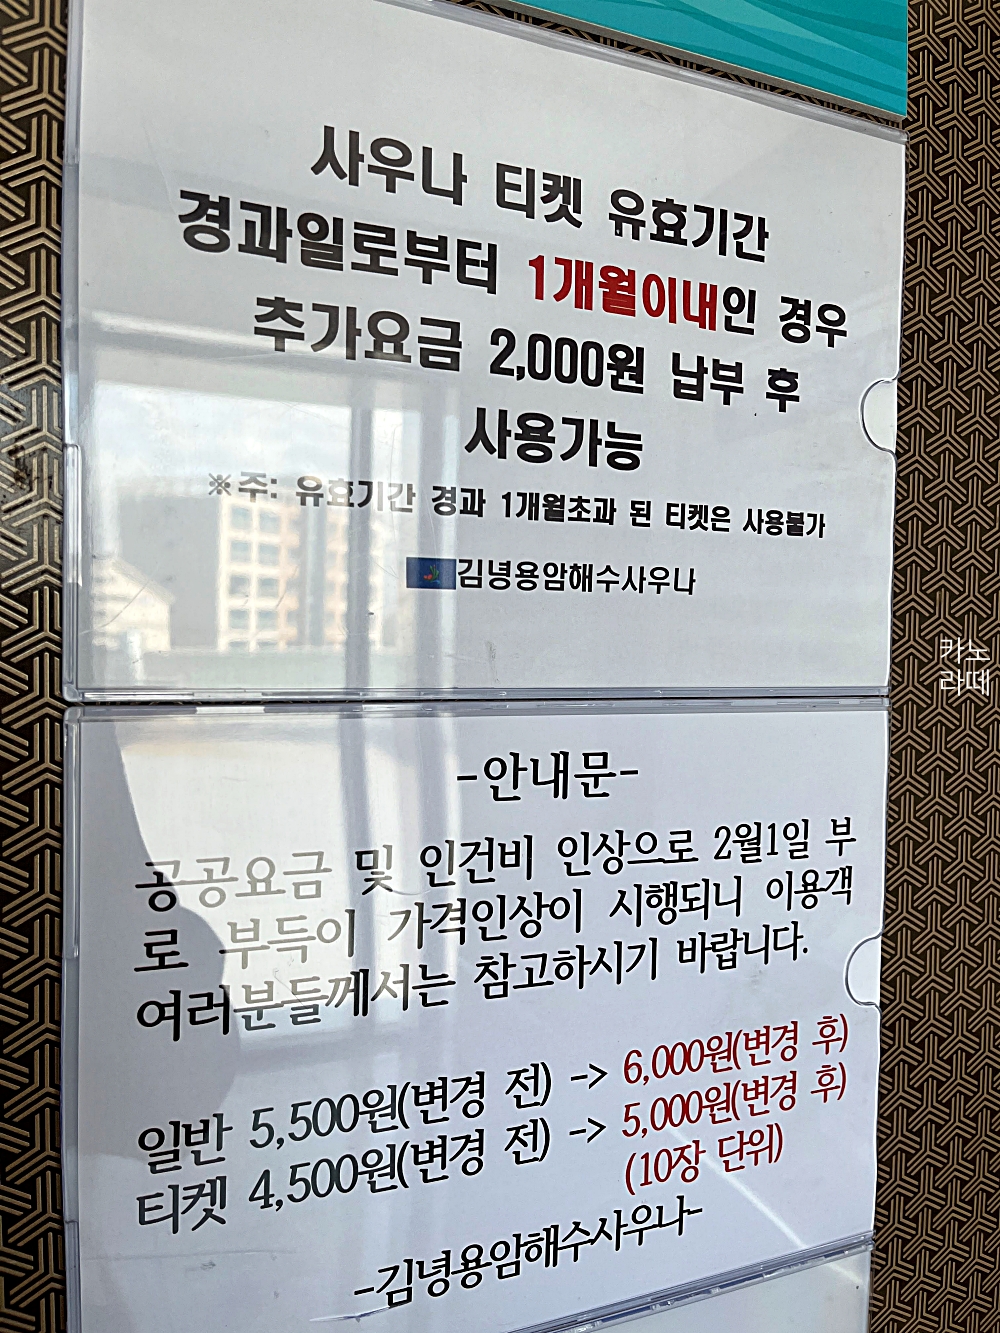 사우나 티켓 유효기간
경과일로부터 1개월이내인 경우
추가요금 2,000원 납부 후
사용가능
※주: 유효기간 경과 1개월초과 된 티켓은 사용불가
김녕용암해수사우나
카노
라떼
-안내문-
공공요금 및 인건비 인상으로 2월1일 부
로 부득이 가격인상이 시행되니 이용객
여러분들께서는 참고하시기 바랍니다.
일반 5,500원(변경 전) -> 6,000원(변경 후)
티켓 4,500원(변경 전) -> 5,000원(변경 후)
(10장 단위)
-김녕용암해수사우나-